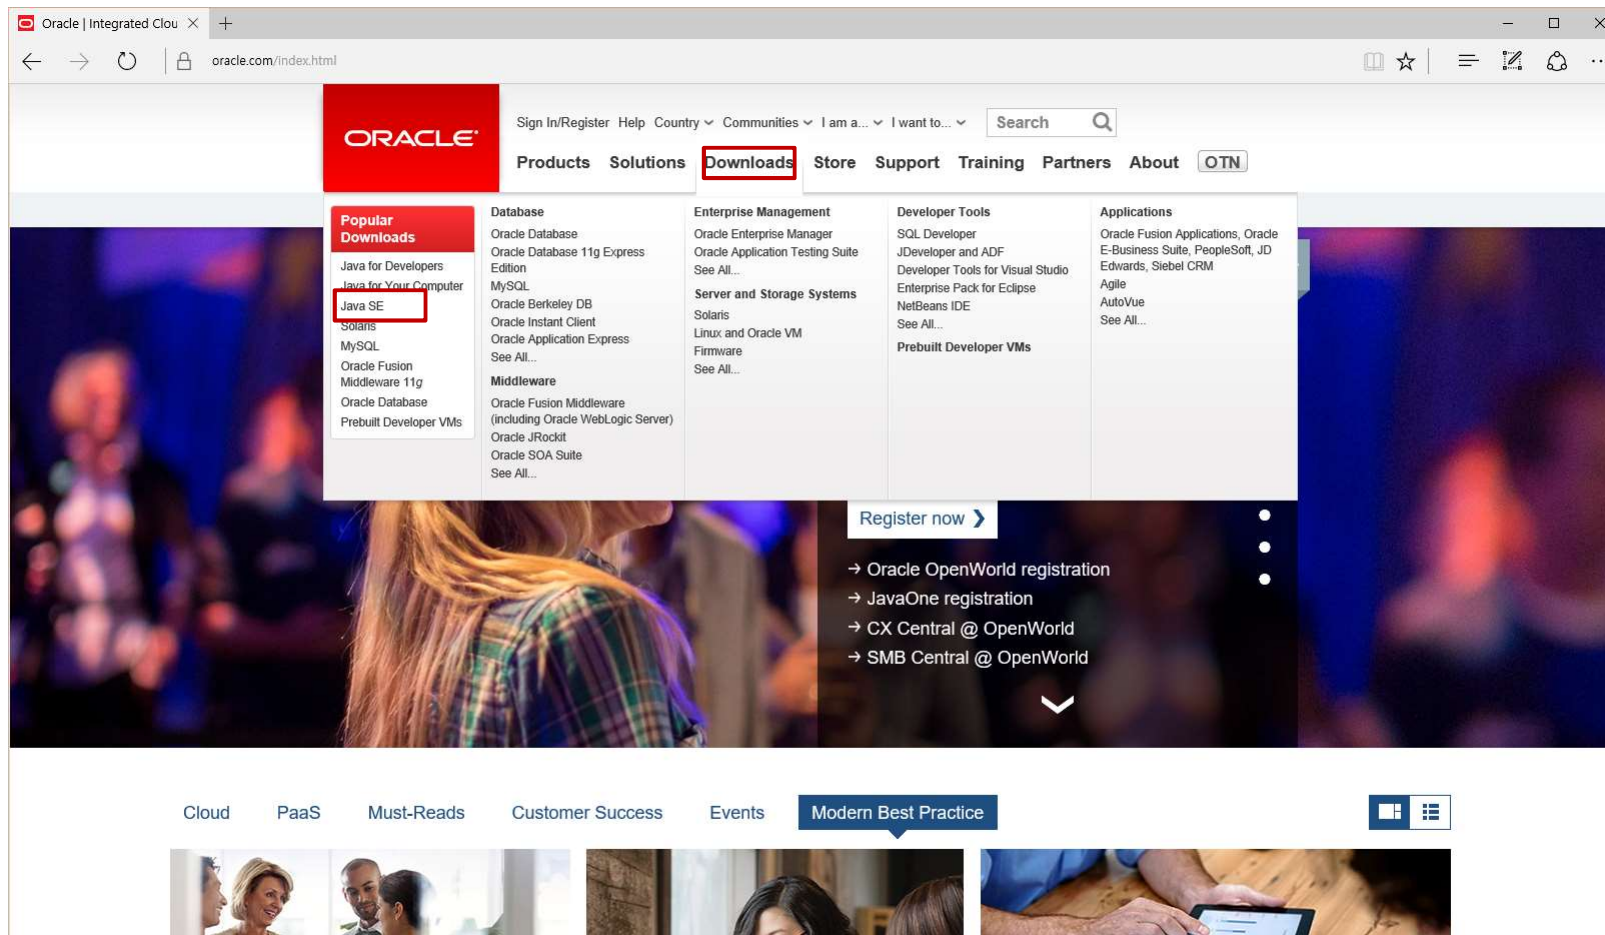 Oracle | Integrated Clou
oracle.com/index.html
ORACLE
Sign In/Register Help Country Communities I am a... I want to... Search
Products Solutions Downloads Store Support Training Partners About OTN
Popular
Downloads
Java for Developers
Java for Your Computer
Java SE
Solaris
MySQL
Oracle Fusion
Middleware 11g
Oracle Database
Prebuilt Developer VMs
Database
Oracle Database
Oracle Database 11g Express
Edition
MySQL
Oracle Berkeley DB
Oracle Instant Client
Oracle Application Express
See All...
Middleware
Oracle Fusion Middleware
(including Oracle WebLogic Server)
Oracle JRockit
Oracle SOA Suite
See All...
Enterprise Management
Oracle Enterprise Manager
Oracle Application Testing Suite
See All...
Server and Storage Systems
Solaris
Linux and Oracle VM
Firmware
See All...
Developer Tools
SQL Developer
JDeveloper and ADF
Developer Tools for Visual Studio
Enterprise Pack for Eclipse
NetBeans IDE
See All...
Prebuilt Developer VMs
Applications
Oracle Fusion Applications, Oracle
E-Business Suite, PeopleSoft, JD
Edwards, Siebel CRM
Agile
AutoVue
See All...
Register now ❯
→ Oracle OpenWorld registration
→ JavaOne registration
→ CX Central @ OpenWorld
→ SMB Central @ OpenWorld
Cloud PaaS Must-Reads Customer Success Events Modern Best Practice